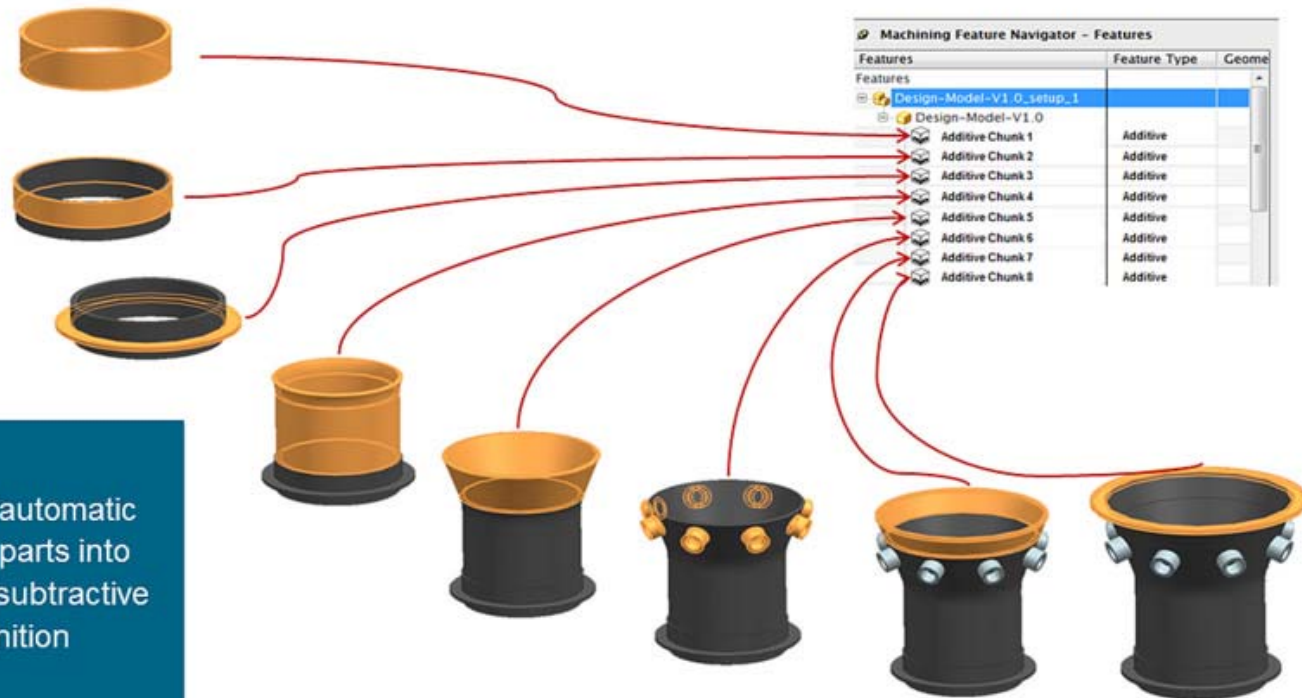 Machining Feature Navigator - Features
Features Feature Type Geome
Features
Design-Model-V1.0_setup_1
Design-Model-V1.0
Additive Chunk 1 Additive
Additive Chunk 2 Additive
Additive Chunk 3 Additive
Additive Chunk 4 Additive
Additive Chunk 5 Additive
Additive Chunk 6 Additive
Additive Chunk 7 Additive
Additive Chunk 8 Additive
automatic
parts into
subtractive
nition